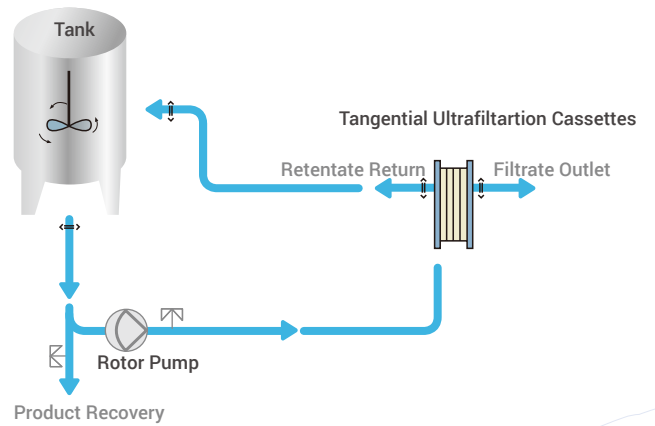 Tank
Tangential Ultrafiltartion Cassettes
Retentate Return
Filtrate Outlet
Rotor Pump
Product Recovery